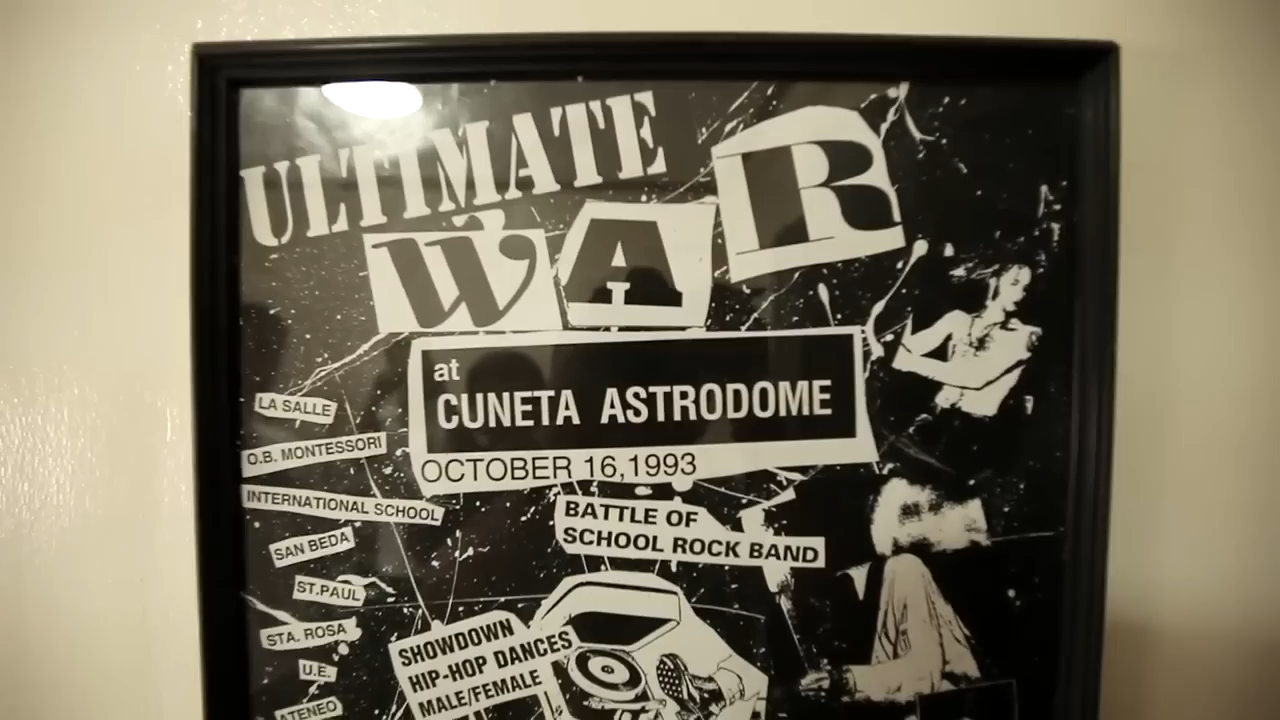 ULTIMATE
WAR
at
CUNETA ASTRODOME
OCTOBER 16,1993
LA SALLE
O.B. MONTESSORI
INTERNATIONAL SCHOOL
SAN BEDA
ST.PAUL
STA. ROSA
U.E.
ATENEO
BATTLE OF
SCHOOL ROCK BAND
SHOWDOWN
HIP-HOP DANCES
MALE/FEMALE